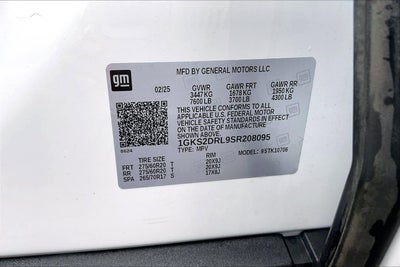 MFD BY GENERAL MOTORS LLC
gm
02/25 GVWR GAWR FRT GAWR RR
3447 KG 1678 KG 1950 KG
7600 LB 3700 LB 4300 LB
THIS VEHICLE CONFORMS TO ALL
APPLICABLE U.S. FEDERAL MOTOR
VEHICLE SAFETY STANDARDS IN EFFECT
ON THE DATE OF MANUFACTURE
SHOWN ABOVE.
1GKS2DRL9SR208095
6624 TYPE: MPV MODEL: 9STK10706
TIRE SIZE RIM
FRT 275/60R20 T 20X9J
RR 275/60R20 T 20X9J
SPA 265/70R17 S 17X8J